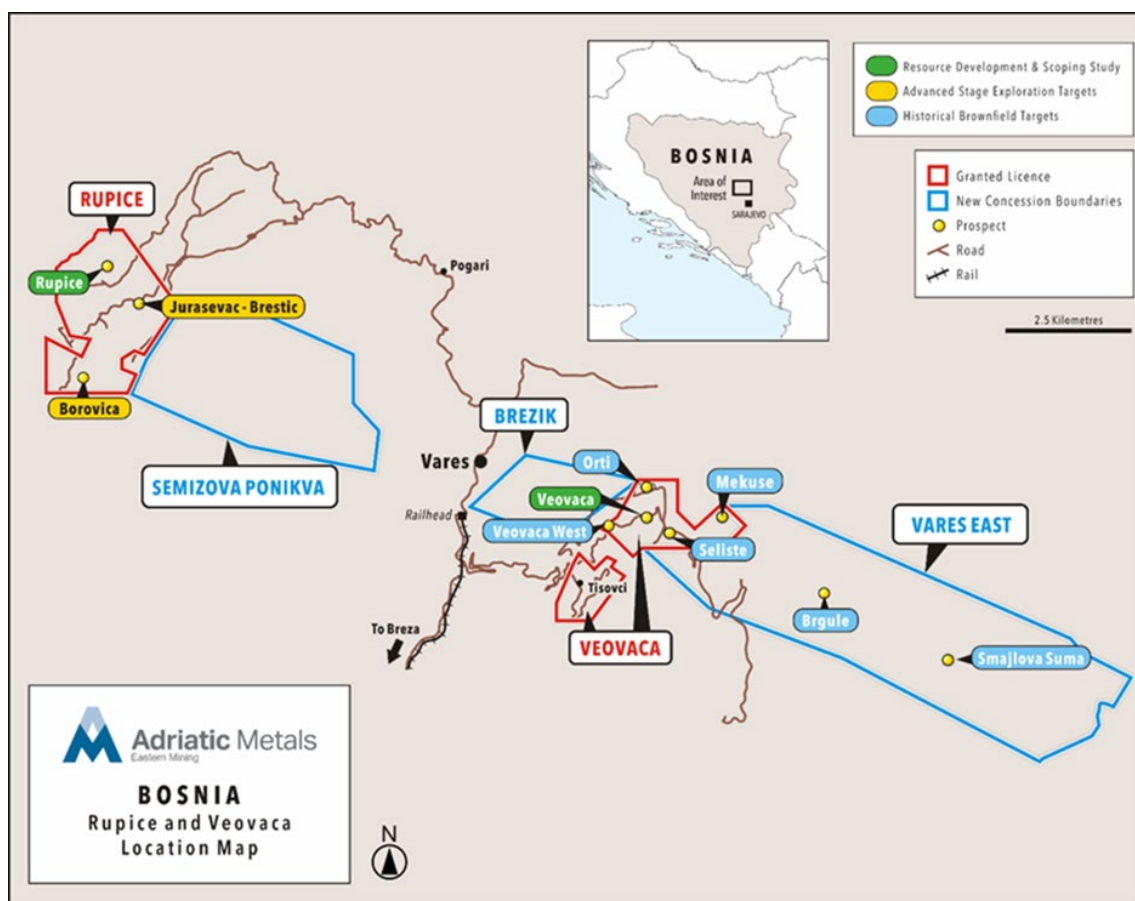 Resource Development & Scoping Study
Advanced Stage Exploration Targets
Historical Brownfield Targets
BOSNIA
Area of
Interest
SARAJEVO
Granted Licence
New Concession Boundaries
Prospect
Road
Rail
2.5 Kilometres
RUPICE
Rupice
Pogari
Jurasevac - Brestic
Borovica
SEMIZOVA PONIKVA
BREZIK
Vares
Orti
Mekuse
Veovaca
Railhead
Veovaca West
VARES EAST
Seliste
Tisovci
Brgule
To Breza
VEOVACA
Smajlova Suma
Adriatic Metals
Eastern Mining
BOSNIA
Rupice and Veovaca
Location Map
N